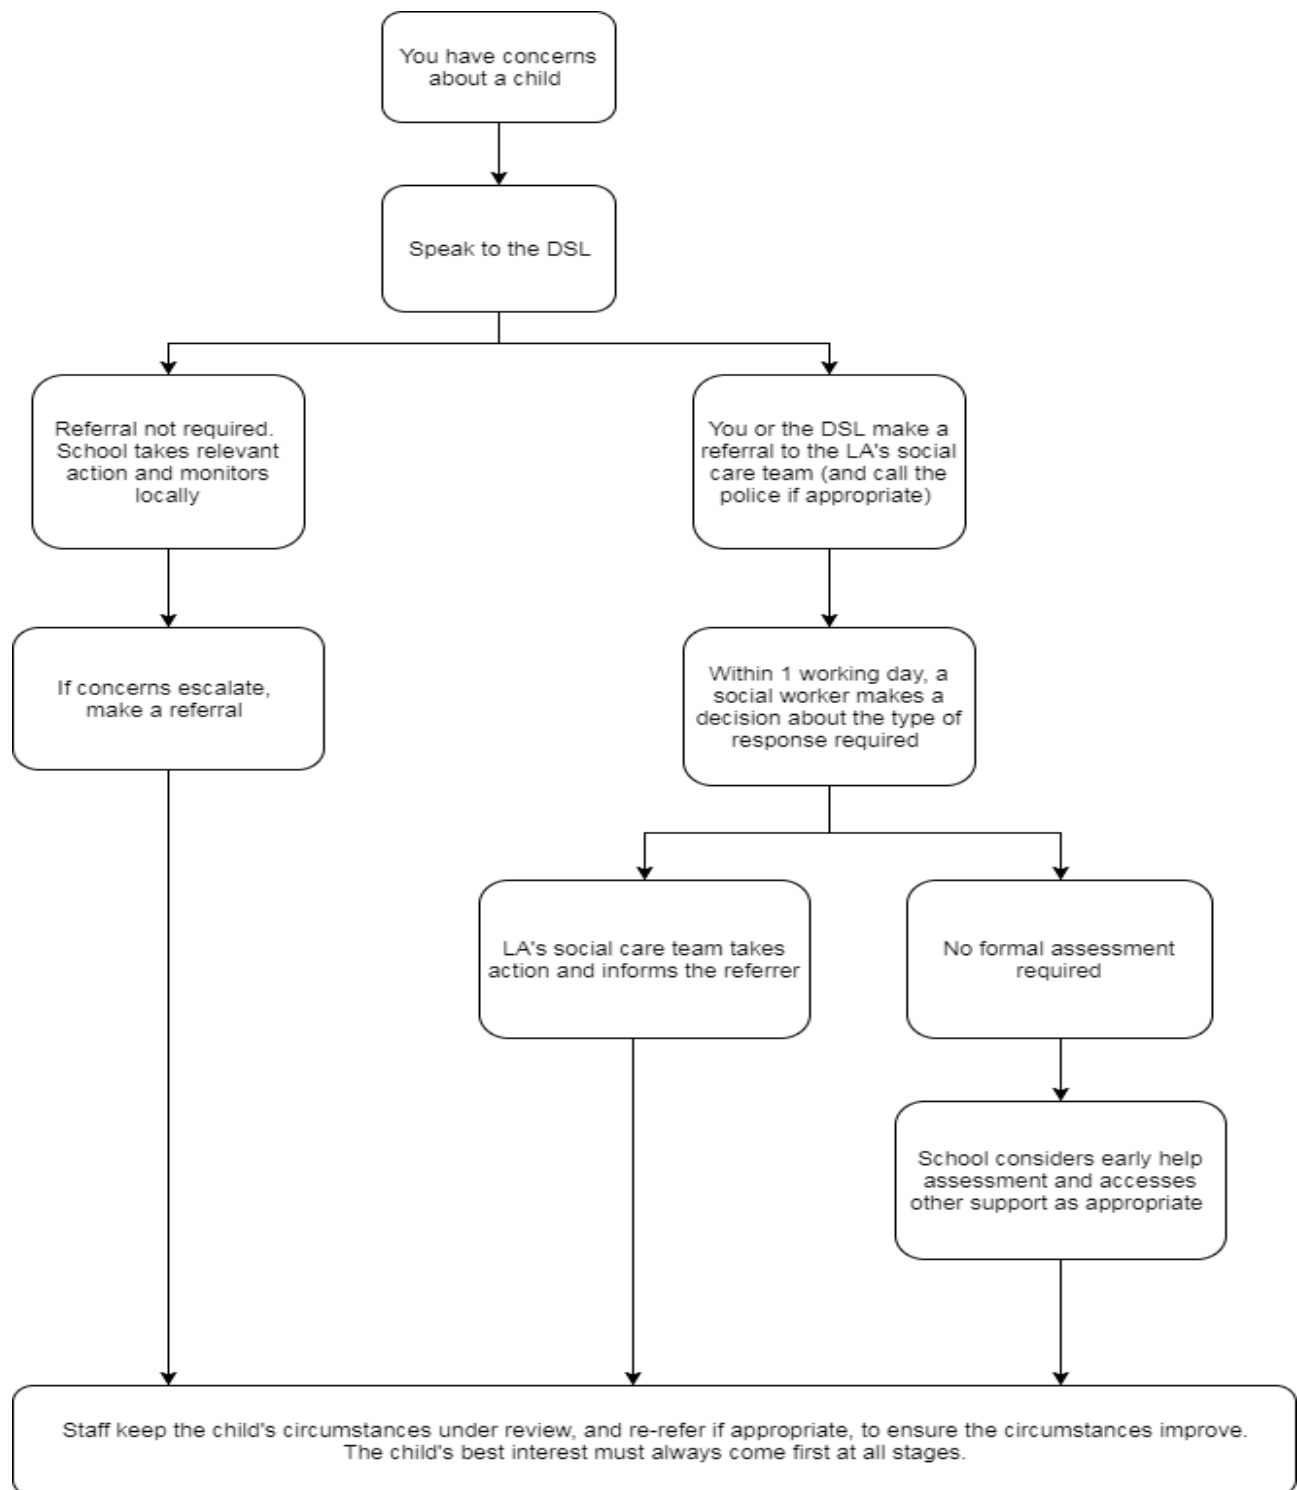 You have concerns
about a child
Speak to the DSL
Referral not required.
School takes relevant
action and monitors
locally
You or the DSL make a
referral to the LA's social
care team (and call the
police if appropriate)
If concerns escalate,
make a referral
Within 1 working day, a
social worker makes a
decision about the type of
response required
LA's social care team takes
action and informs the referrer
No formal assessment
required
School considers early help
assessment and accesses
other support as appropriate
Staff keep the child's circumstances under review, and re-refer if appropriate, to ensure the circumstances improve.
The child's best interest must always come first at all stages.